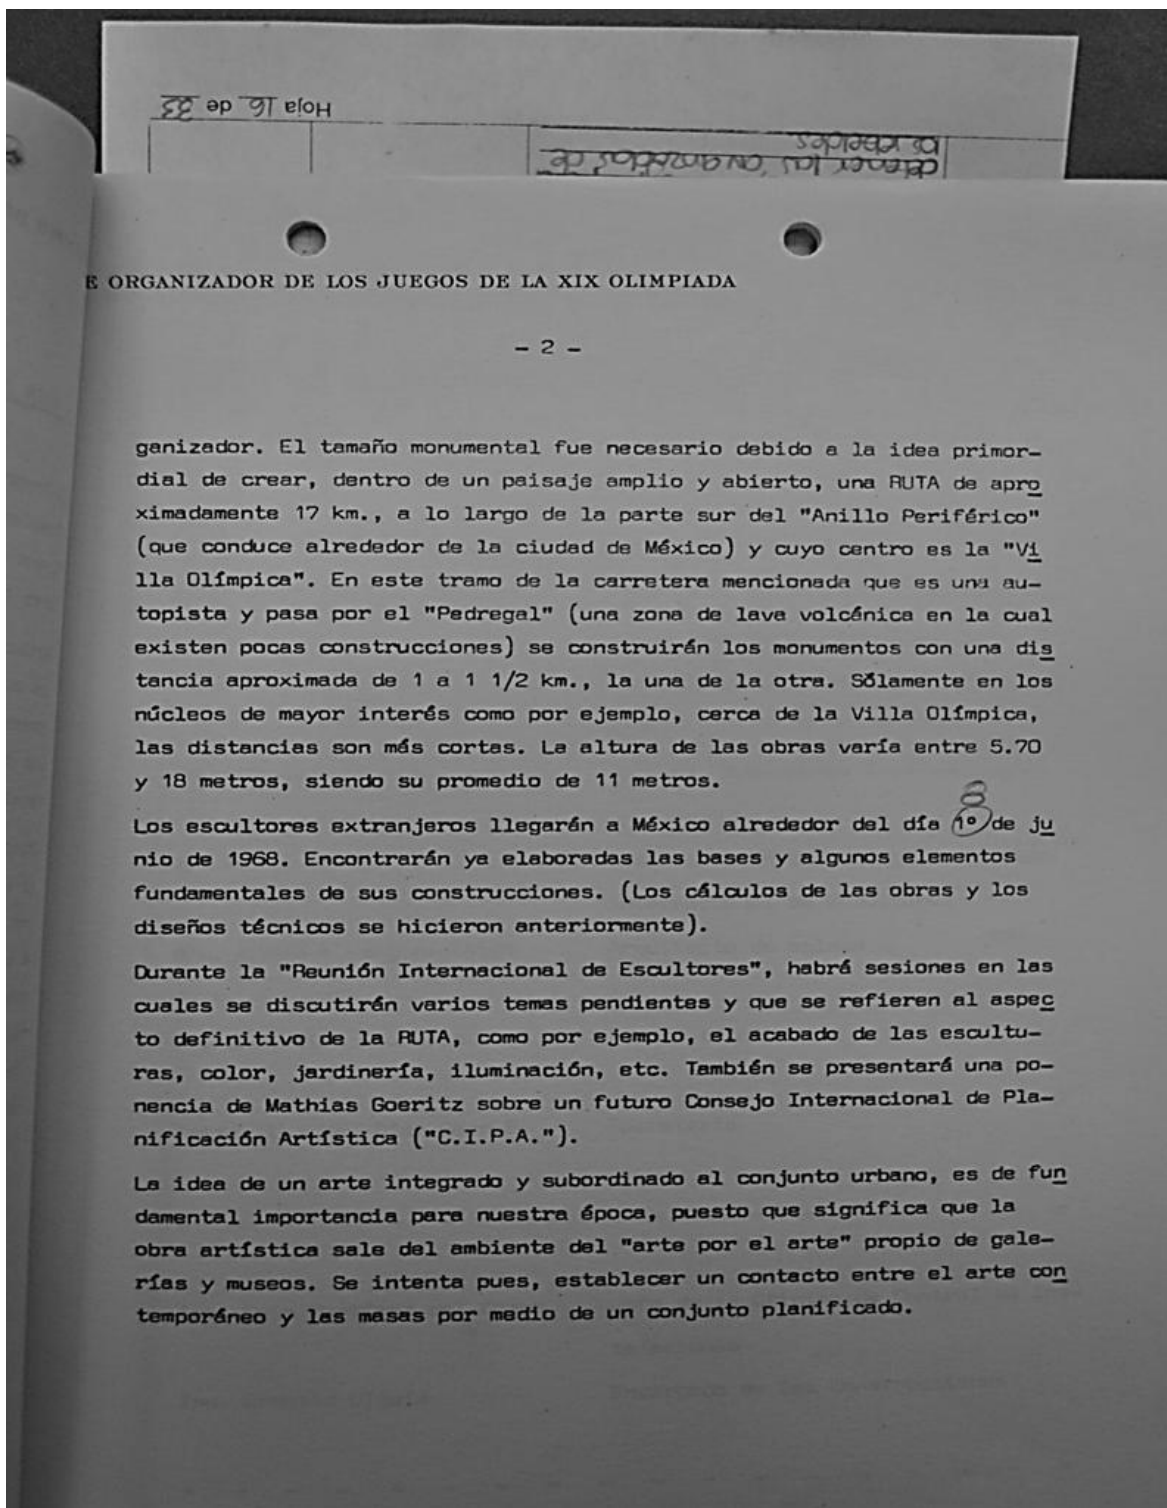 Hoja 16 de 33
detener las avanzadas de
los rebeldes
E ORGANIZADOR DE LOS JUEGOS DE LA XIX OLIMPIADA
- 2 -
ganizador. El tamaño monumental fue necesario debido a la idea primor-
dial de crear, dentro de un paisaje amplio y abierto, una RUTA de apro
ximadamente 17 km., a lo largo de la parte sur del "Anillo Periférico"
(que conduce alrededor de la ciudad de México) y cuyo centro es la "Vi
lla Olímpica". En este tramo de la carretera mencionada que es una au-
topista y pasa por el "Pedregal" (una zona de lava volcánica en la cual
existen pocas construcciones) se construirán los monumentos con una dis
tancia aproximada de 1 a 1 1/2 km., la una de la otra. Sólamente en los
núcleos de mayor interés como por ejemplo, cerca de la Villa Olímpica,
las distancias son más cortas. La altura de las obras varía entre 5.70
y 18 metros, siendo su promedio de 11 metros.
8
Los escultores extranjeros llegarán a México alrededor del día 1º de ju
nio de 1968. Encontrarán ya elaboradas las bases y algunos elementos
fundamentales de sus construcciones. (Los cálculos de las obras y los
diseños técnicos se hicieron anteriormente).
Durante la "Reunión Internacional de Escultores", habrá sesiones en las
cuales se discutirán varios temas pendientes y que se refieren al aspec
to definitivo de la RUTA, como por ejemplo, el acabado de las escultu-
ras, color, jardinería, iluminación, etc. También se presentará una po-
nencia de Mathias Goeritz sobre un futuro Consejo Internacional de Pla-
nificación Artística ("C.I.P.A.").
La idea de un arte integrado y subordinado al conjunto urbano, es de fun
damental importancia para nuestra época, puesto que significa que la
obra artística sale del ambiente del "arte por el arte" propio de gale-
rías y museos. Se intenta pues, establecer un contacto entre el arte con
temporáneo y las masas por medio de un conjunto planificado.